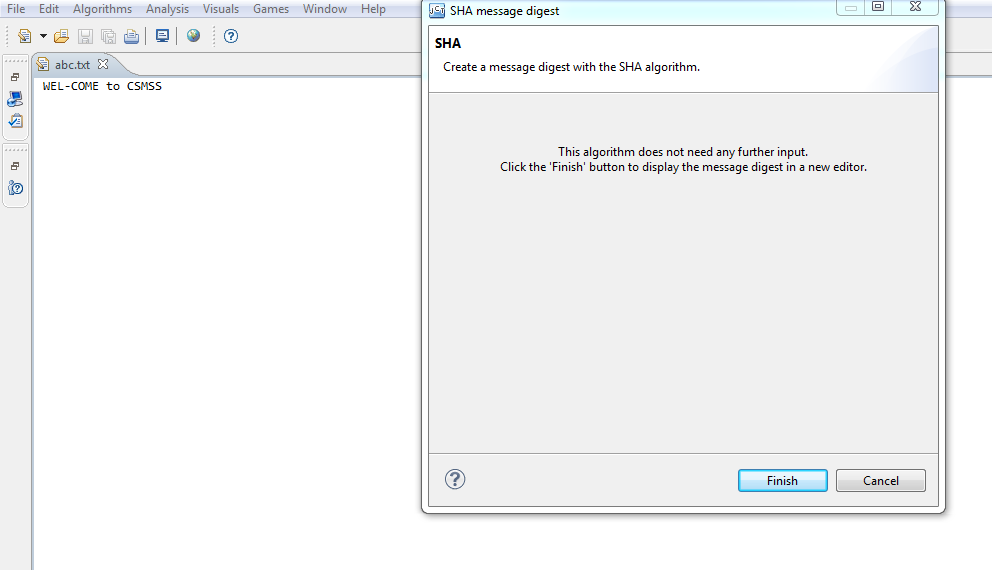 File Edit Algorithms Analysis Visuals Games Window Help
abc.txt
WEL-COME to CSMSS
SHA message digest
SHA
Create a message digest with the SHA algorithm.
This algorithm does not need any further input.
Click the 'Finish' button to display the message digest in a new editor.
Finish Cancel